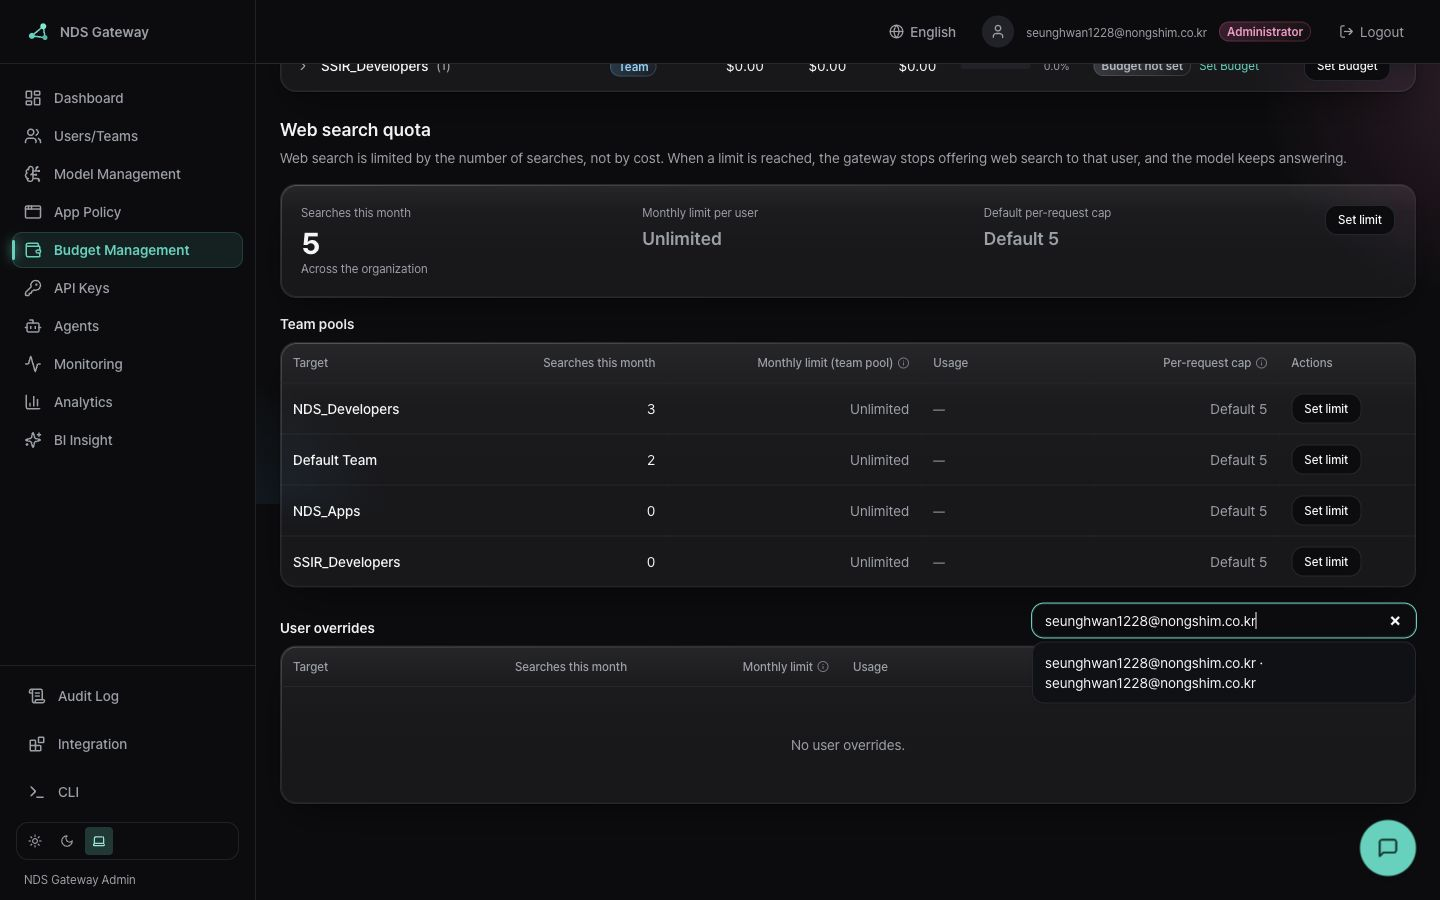 NDS Gateway
English
seunghwan1228@nongshim.co.kr
Administrator
Logout
Dashboard
Users/Teams
Model Management
App Policy
Budget Management
API Keys
Agents
Monitoring
Analytics
BI Insight
Audit Log
Integration
CLI
NDS Gateway Admin
SSIR_Developers (1) Team $0.00 $0.00 $0.00 0.0% Budget not set Set Budget Set Budget
Web search quota
Web search is limited by the number of searches, not by cost. When a limit is reached, the gateway stops offering web search to that user, and the model keeps answering.
Searches this month Monthly limit per user Default per-request cap
5 Unlimited Default 5 Set limit
Across the organization
Team pools
Target Searches this month Monthly limit (team pool) Usage Per-request cap Actions
NDS_Developers 3 Unlimited — Default 5 Set limit
Default Team 2 Unlimited — Default 5 Set limit
NDS_Apps 0 Unlimited — Default 5 Set limit
SSIR_Developers 0 Unlimited — Default 5 Set limit
User overrides
seunghwan1228@nongshim.co.kr
seunghwan1228@nongshim.co.kr ·
seunghwan1228@nongshim.co.kr
Target Searches this month Monthly limit Usage
No user overrides.